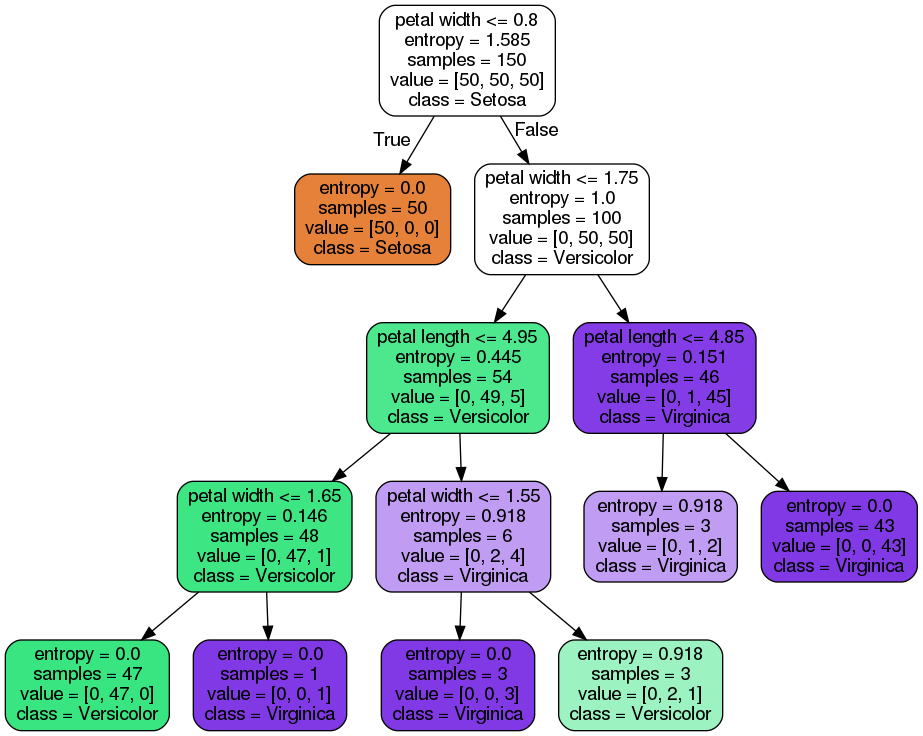 petal width <= 0.8
entropy = 1.585
samples = 150
value = [50, 50, 50]
class = Setosa
True
False
entropy = 0.0
samples = 50
value = [50, 0, 0]
class = Setosa
petal width <= 1.75
entropy = 1.0
samples = 100
value = [0, 50, 50]
class = Versicolor
petal length <= 4.95
entropy = 0.445
samples = 54
value = [0, 49, 5]
class = Versicolor
petal length <= 4.85
entropy = 0.151
samples = 46
value = [0, 1, 45]
class = Virginica
petal width <= 1.65
entropy = 0.146
samples = 48
value = [0, 47, 1]
class = Versicolor
petal width <= 1.55
entropy = 0.918
samples = 6
value = [0, 2, 4]
class = Virginica
entropy = 0.918
samples = 3
value = [0, 1, 2]
class = Virginica
entropy = 0.0
samples = 43
value = [0, 0, 43]
class = Virginica
entropy = 0.0
samples = 47
value = [0, 47, 0]
class = Versicolor
entropy = 0.0
samples = 1
value = [0, 0, 1]
class = Virginica
entropy = 0.0
samples = 3
value = [0, 0, 3]
class = Virginica
entropy = 0.918
samples = 3
value = [0, 2, 1]
class = Versicolor